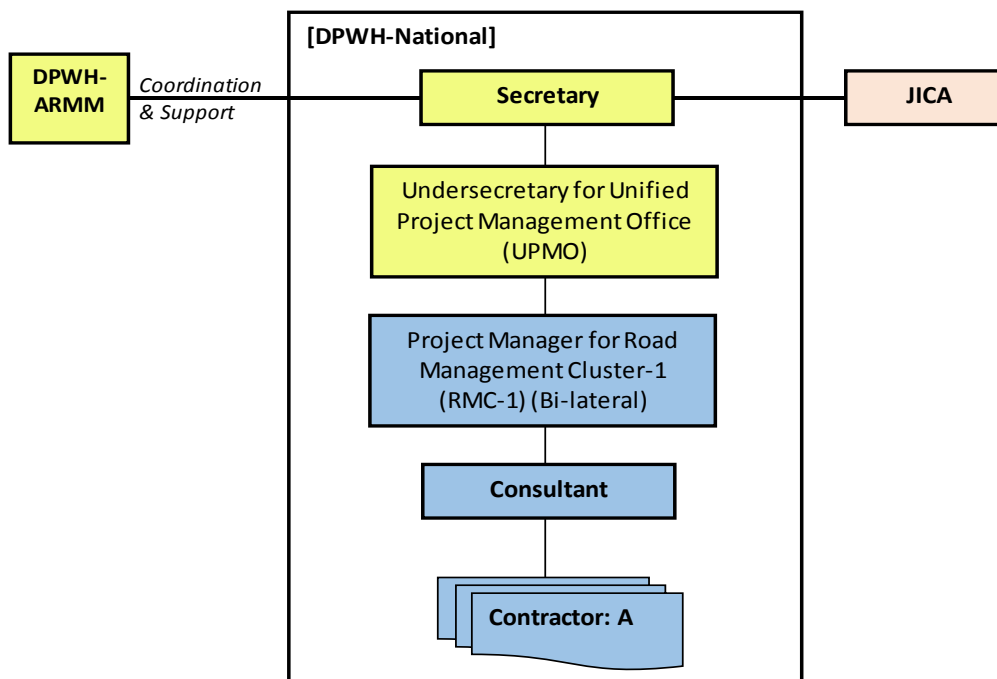 [DPWH-National]
DPWH-
ARMM
Coordination
& Support
Secretary
JICA
Undersecretary for Unified
Project Management Office
(UPMO)
Project Manager for Road
Management Cluster-1
(RMC-1) (Bi-lateral)
Consultant
Contractor: A